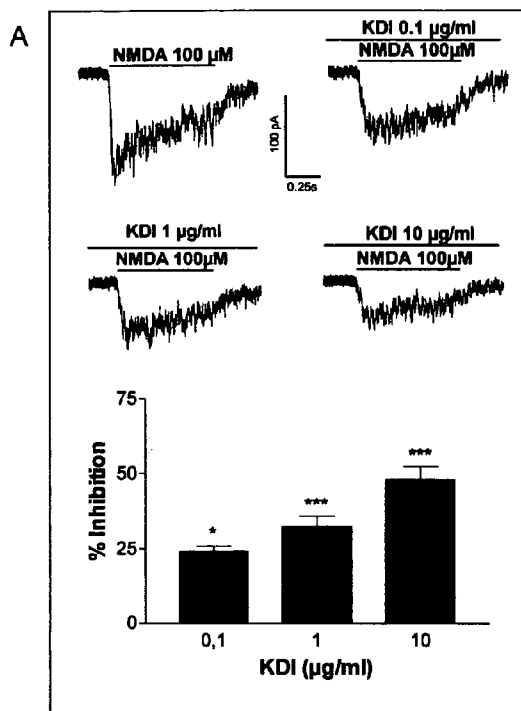 A
NMDA 100 µM
KDI 0.1 µg/ml
NMDA 100µM
100 pA
0.25s
KDI 1 µg/ml
NMDA 100µM
KDI 10 µg/ml
NMDA 100µM
75
50
25
0
% Inhibition
*
***
***
0,1
1
10
KDI (µg/ml)